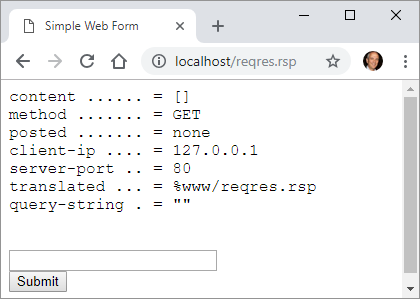 Simple Web Form
localhost/reqres.rsp
content ...... = []
method ....... = GET
posted ....... = none
client-ip .... = 127.0.0.1
server-port .. = 80
translated ... = %www/reqres.rsp
query-string . = ""
Submit